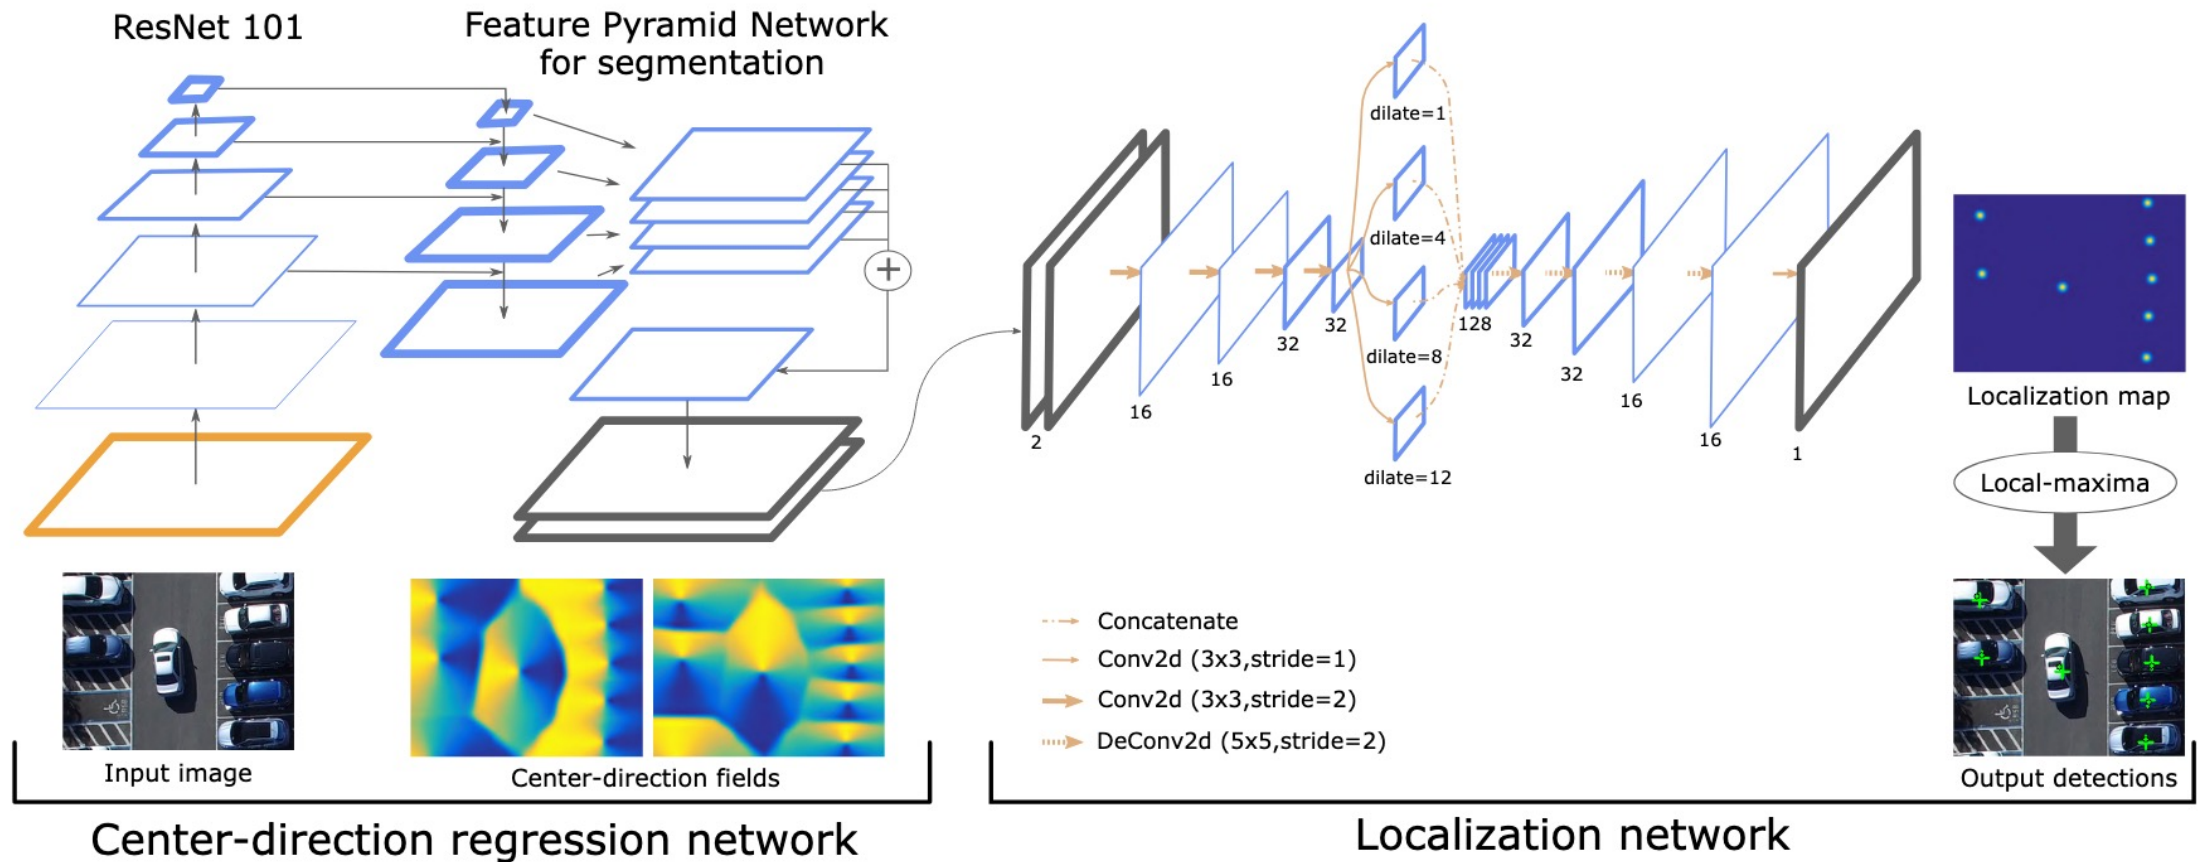 ResNet 101
Feature Pyramid Network
for segmentation
+
Input image
Center-direction fields
Center-direction regression network
2
16
16
32
32
dilate=1
dilate=4
dilate=8
dilate=12
128
32
32
16
16
1
Concatenate
Conv2d (3x3,stride=1)
Conv2d (3x3,stride=2)
DeConv2d (5x5,stride=2)
Localization map
Local-maxima
Output detections
Localization network